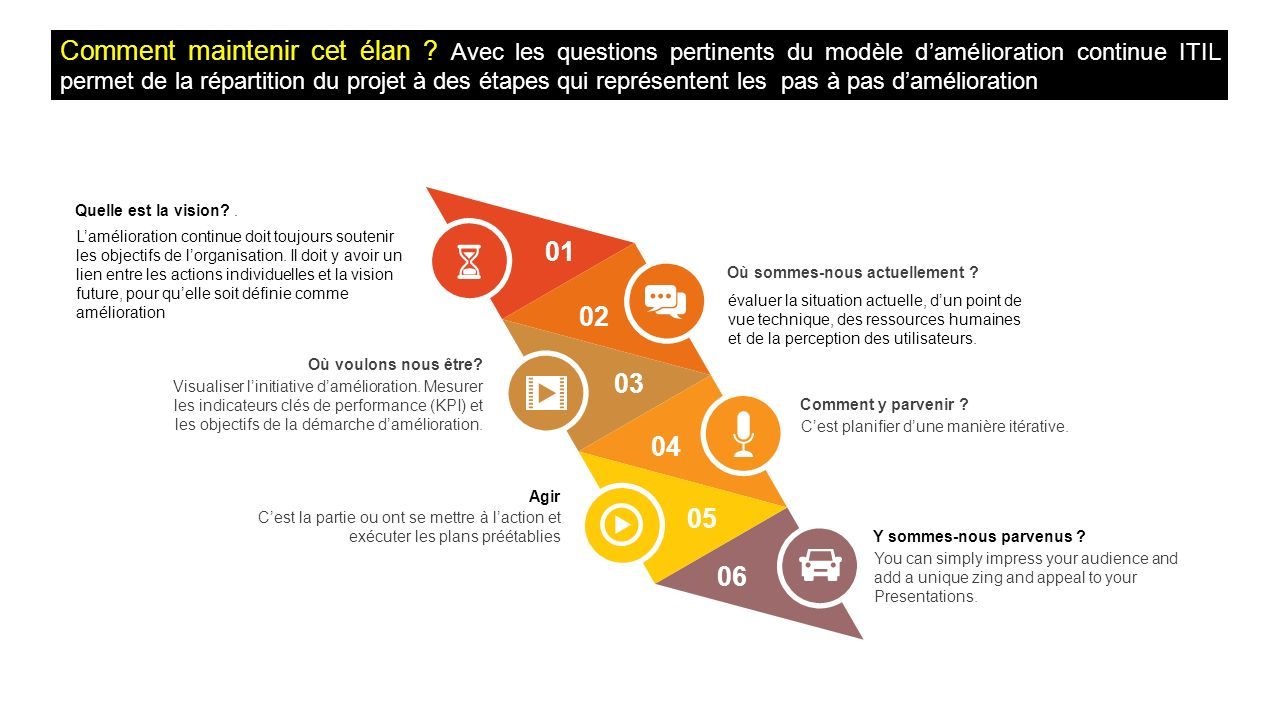 Comment maintenir cet élan ? Avec les questions pertinents du modèle d’amélioration continue ITIL
permet de la répartition du projet à des étapes qui représentent les pas à pas d’amélioration
Quelle est la vision? .
L’amélioration continue doit toujours soutenir
les objectifs de l’organisation. Il doit y avoir un
lien entre les actions individuelles et la vision
future, pour qu’elle soit définie comme
amélioration
01
02
Où sommes-nous actuellement ?
évaluer la situation actuelle, d’un point de
vue technique, des ressources humaines
et de la perception des utilisateurs.
Où voulons nous être?
Visualiser l’initiative d’amélioration. Mesurer
les indicateurs clés de performance (KPI) et
les objectifs de la démarche d’amélioration.
03
04
Comment y parvenir ?
C’est planifier d’une manière itérative.
Agir
C’est la partie ou ont se mettre à l’action et
exécuter les plans préétablies
05
06
Y sommes-nous parvenus ?
You can simply impress your audience and
add a unique zing and appeal to your
Presentations.